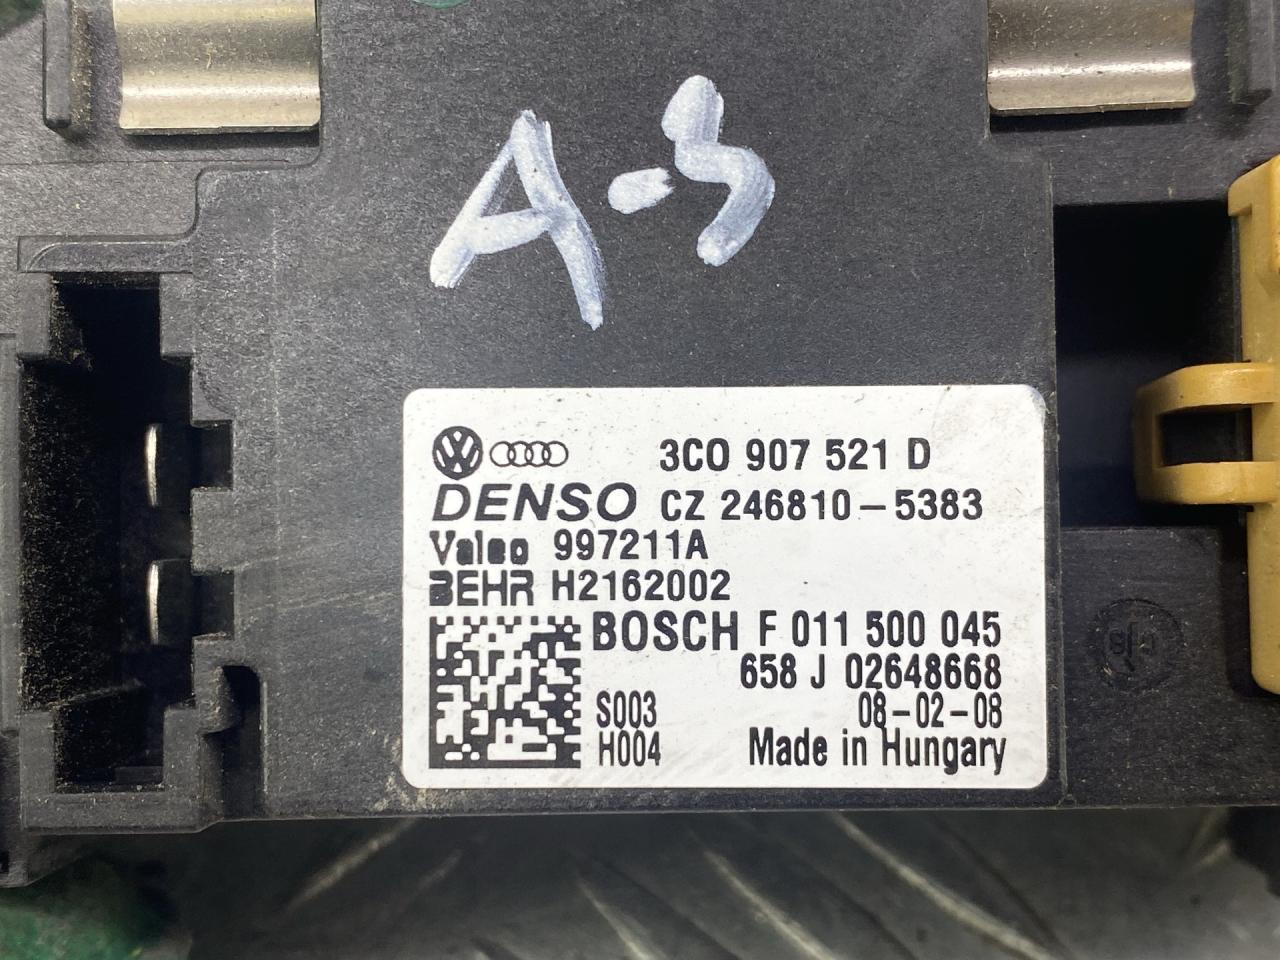 A-3
3C0 907 521 D
DENSO CZ 246810-5383
Valeo 997211A
BEHR H2162002
BOSCH F 011 500 045
658 J 02648668
S003 08-02-08
H004 Made in Hungary